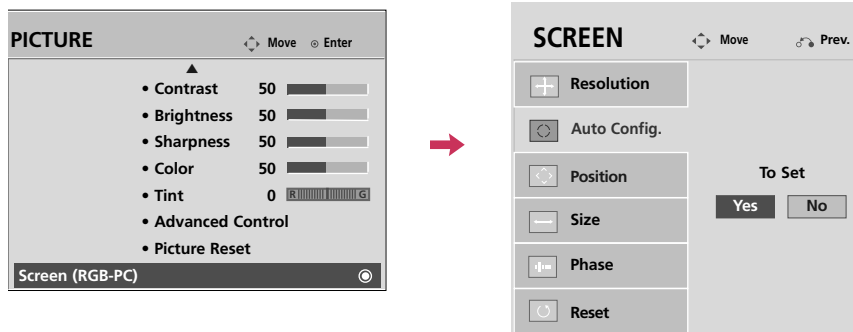 PICTURE Move Enter
• Contrast 50
• Brightness 50
• Sharpness 50
• Color 50
• Tint 0 R G
• Advanced Control
• Picture Reset
Screen (RGB-PC)
SCREEN Move Prev.
Resolution
Auto Config.
Position
Size
Phase
Reset
To Set
Yes No